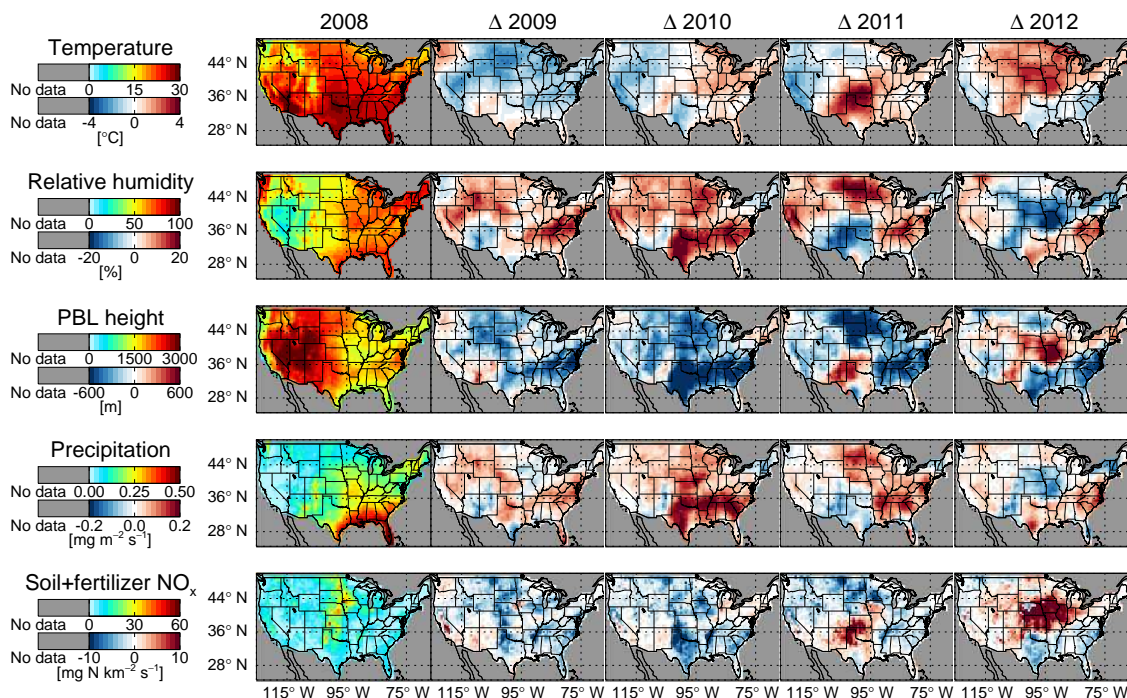 2008 Δ 2009 Δ 2010 Δ 2011 Δ 2012
Temperature
No data 0 15 30
No data -4 0 4
[°C]
44° N
36° N
28° N
Relative humidity
No data 0 50 100
No data -20 0 20
[%]
44° N
36° N
28° N
PBL height
No data 0 1500 3000
No data -600 0 600
[m]
44° N
36° N
28° N
Precipitation
No data 0.00 0.25 0.50
No data -0.2 0.0 0.2
[mg m⁻² s⁻¹]
44° N
36° N
28° N
Soil+fertilizer NOₓ
No data 0 30 60
No data -10 0 10
[mg N km⁻² s⁻¹]
44° N
36° N
28° N
115° W 95° W 75° W 115° W 95° W 75° W 115° W 95° W 75° W 115° W 95° W 75° W 115° W 95° W 75° W